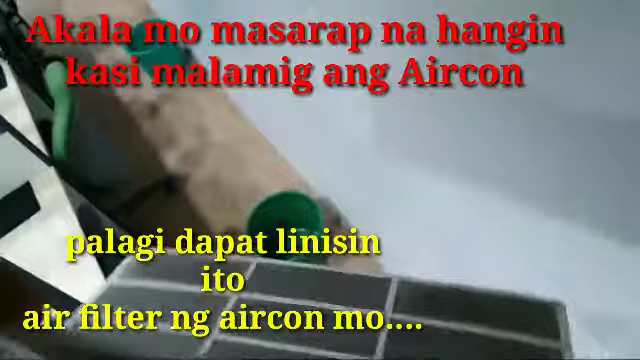 Akala mo masarap na hangin
kasi malamig ang Aircon
palagi dapat linisin
ito
air filter ng aircon mo....